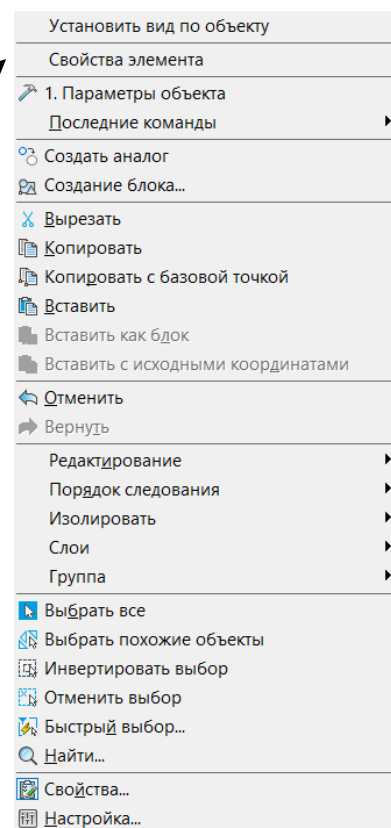 Установить вид по объекту
Свойства элемента
1. Параметры объекта
Последние команды
Создать аналог
Создание блока...
Вырезать
Копировать
Копировать с базовой точкой
Вставить
Вставить как блок
Вставить с исходными координатами
Отменить
Вернуть
Редактирование
Порядок следования
Изолировать
Слои
Группа
Выбрать все
Выбрать похожие объекты
Инвертировать выбор
Отменить выбор
Быстрый выбор...
Найти...
Свойства...
Настройка...